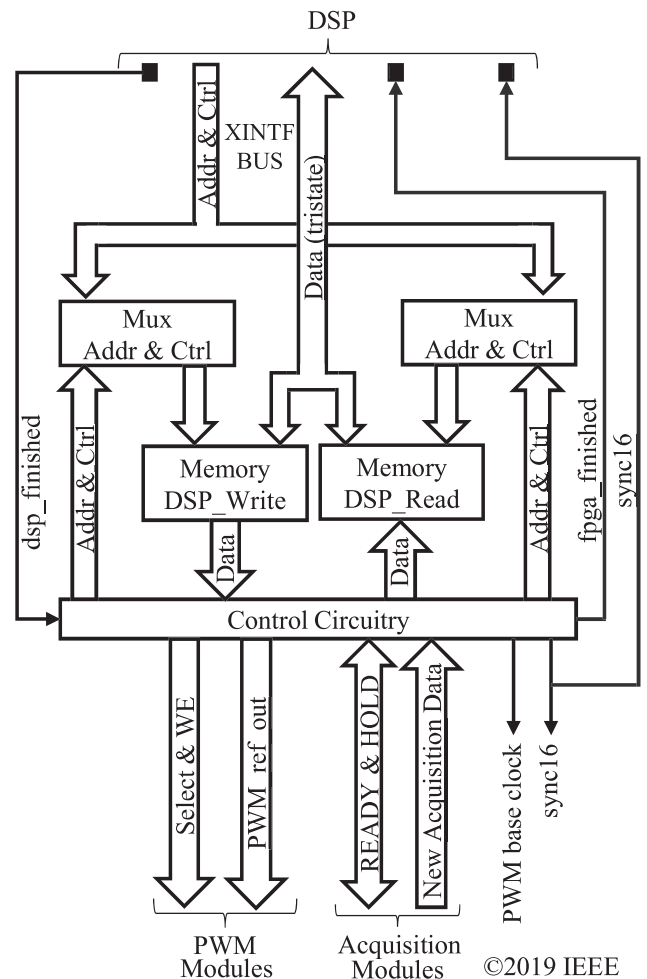 DSP
Addr & Ctrl
XINTF
BUS
Data (tristate)
Mux
Addr & Ctrl
Mux
Addr & Ctrl
dsp_finished
Addr & Ctrl
Memory
DSP_Write
Memory
DSP_Read
Addr & Ctrl
fpga_finished
sync16
Data
Data
Control Circuitry
Select & WE
PWM_ref_out
READY & HOLD
New Acquisition Data
PWM base clock
sync16
PWM
Modules
Acquisition
Modules
©2019 IEEE